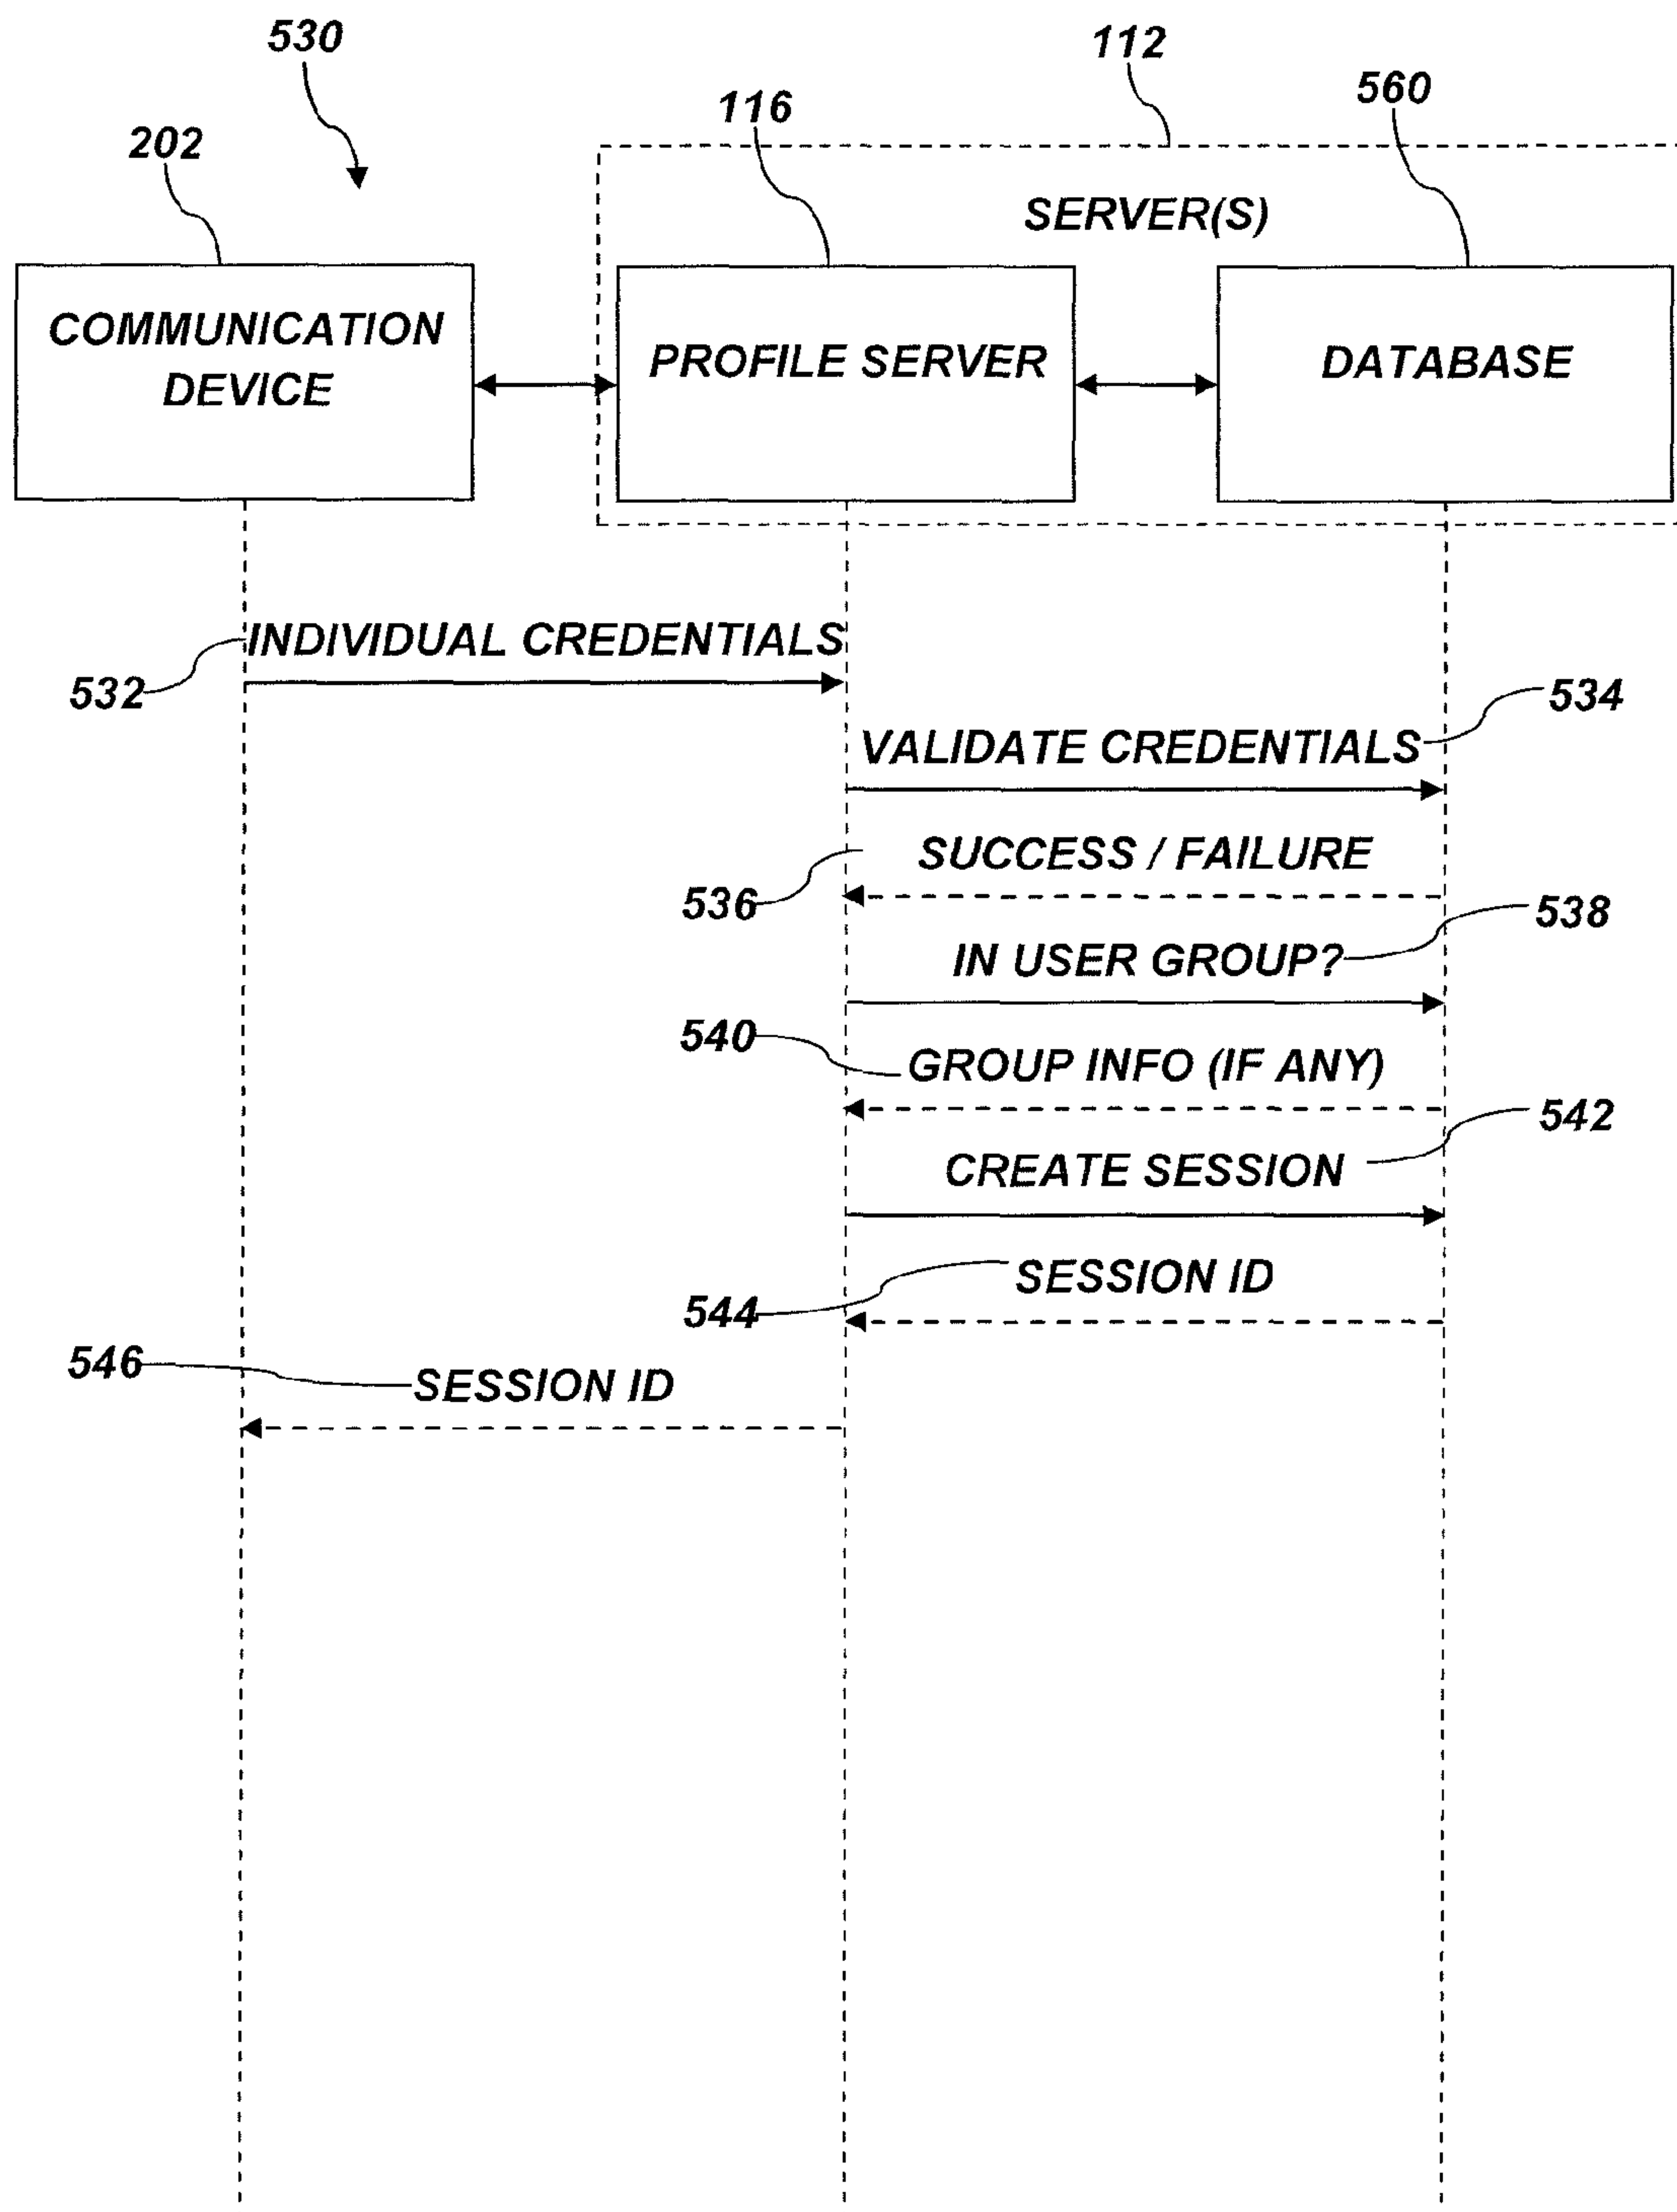 530
112
560
116
202
SERVER(S)
COMMUNICATION
DEVICE
PROFILE SERVER
DATABASE
INDIVIDUAL CREDENTIALS
532
534
VALIDATE CREDENTIALS
SUCCESS / FAILURE
536
538
IN USER GROUP?
540
GROUP INFO (IF ANY)
542
CREATE SESSION
SESSION ID
544
546
SESSION ID